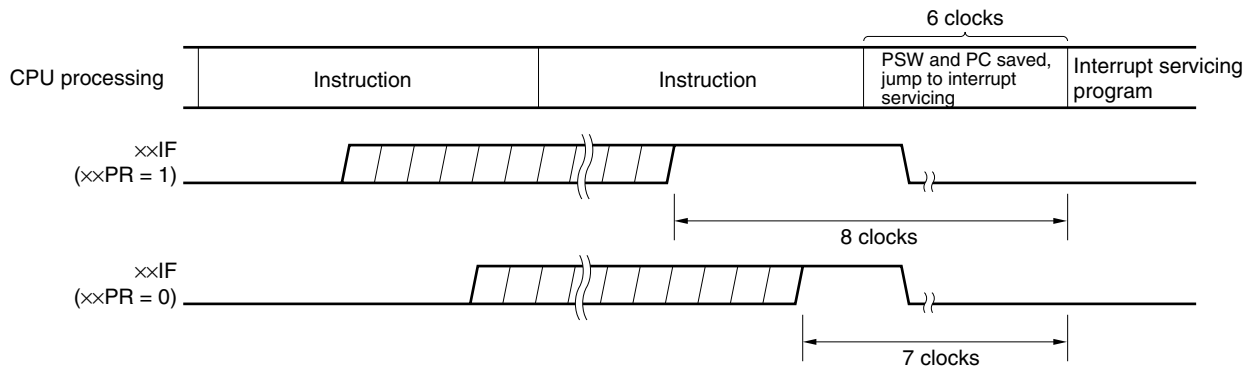 6 clocks
CPU processing
Instruction
Instruction
PSW and PC saved,
jump to interrupt
servicing
Interrupt servicing
program
××IF
(××PR = 1)
8 clocks
××IF
(××PR = 0)
7 clocks